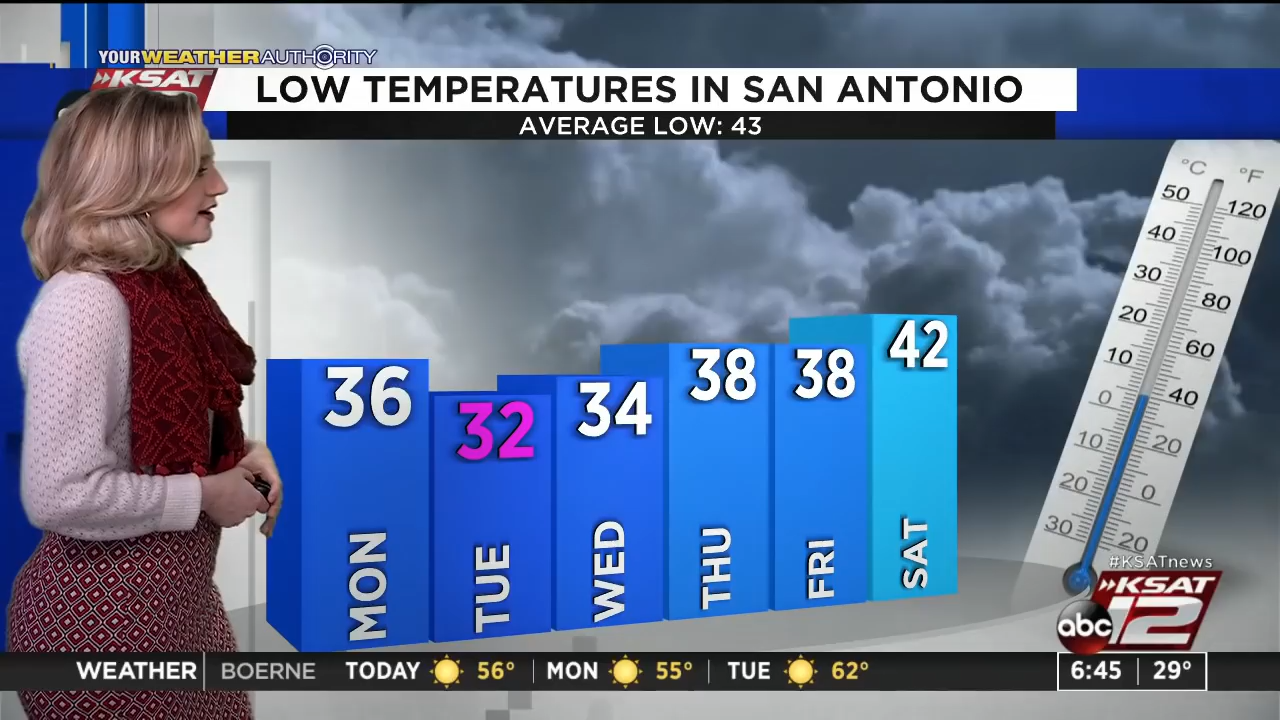 YOURWEATHERAUTHORITY
KSAT
LOW TEMPERATURES IN SAN ANTONIO
AVERAGE LOW: 43
°C °F
50 120
40 100
30 80
20 60
10 40
0 20
10 0
20 20
30
36 32 34 38 38 42
MON TUE WED THU FRI SAT
#KSATnews
KSAT
abc 12
WEATHER BOERNE TODAY 56° MON 55° TUE 62° 6:45 29°